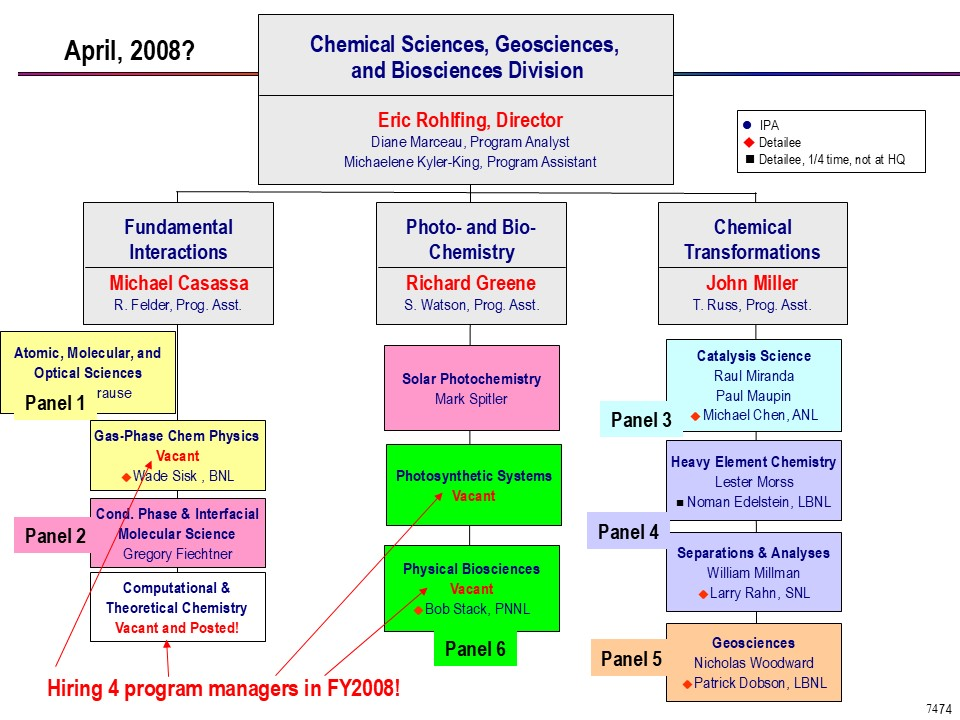 April, 2008?
Chemical Sciences, Geosciences,
and Biosciences Division
Eric Rohlfing, Director
Diane Marceau, Program Analyst
Michaelene Kyler-King, Program Assistant
IPA
Detailee
Detailee, 1/4 time, not at HQ
Fundamental
Interactions
Michael Casassa
R. Felder, Prog. Asst.
Photo- and Bio-
Chemistry
Richard Greene
S. Watson, Prog. Asst.
Chemical
Transformations
John Miller
T. Russ, Prog. Asst.
Atomic, Molecular, and
Optical Sciences
rause
Panel 1
Gas-Phase Chem Physics
Vacant
Wade Sisk , BNL
Cond. Phase & Interfacial
Molecular Science
Gregory Fiechtner
Panel 2
Computational &
Theoretical Chemistry
Vacant and Posted!
Solar Photochemistry
Mark Spitler
Photosynthetic Systems
Vacant
Physical Biosciences
Vacant
Bob Stack, PNNL
Panel 6
Catalysis Science
Raul Miranda
Paul Maupin
Michael Chen, ANL
Panel 3
Heavy Element Chemistry
Lester Morss
Noman Edelstein, LBNL
Panel 4
Separations & Analyses
William Millman
Larry Rahn, SNL
Geosciences
Nicholas Woodward
Patrick Dobson, LBNL
Panel 5
Hiring 4 program managers in FY2008!
7474